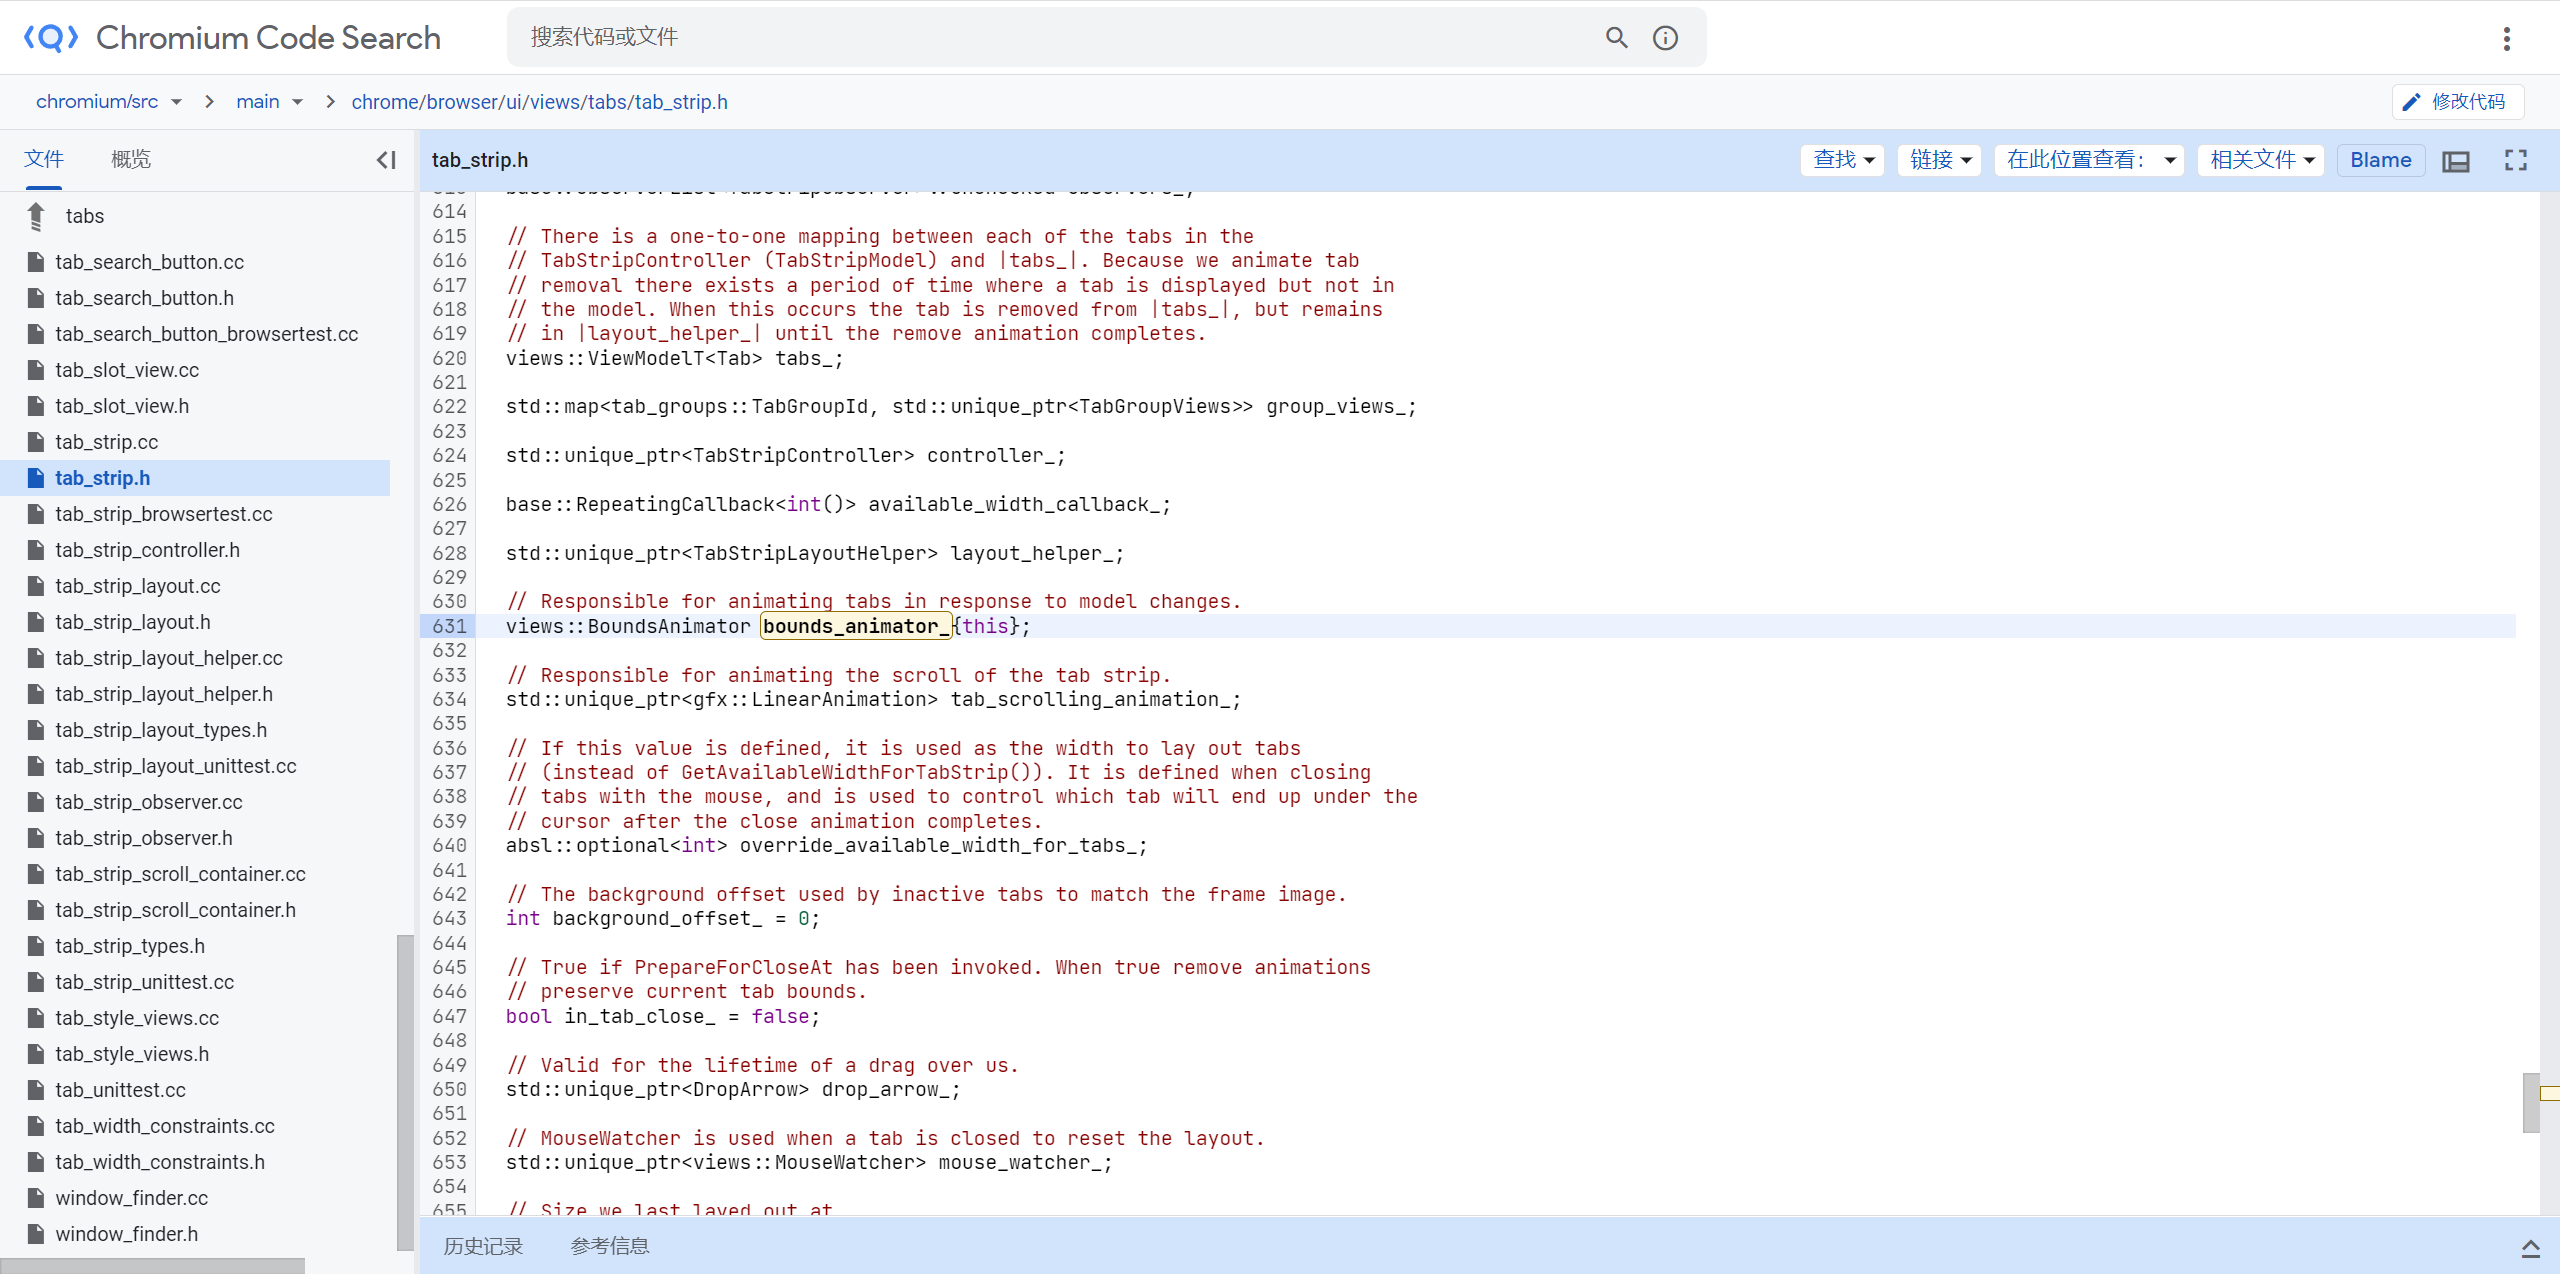 Chromium Code Search
搜索代码或文件
chromium/src
main
chrome/browser/ui/views/tabs/tab_strip.h
修改代码
文件
概览
tabs
tab_search_button.cc
tab_search_button.h
tab_search_button_browsertest.cc
tab_slot_view.cc
tab_slot_view.h
tab_strip.cc
tab_strip.h
tab_strip_browsertest.cc
tab_strip_controller.h
tab_strip_layout.cc
tab_strip_layout.h
tab_strip_layout_helper.cc
tab_strip_layout_helper.h
tab_strip_layout_types.h
tab_strip_layout_unittest.cc
tab_strip_observer.cc
tab_strip_observer.h
tab_strip_scroll_container.cc
tab_strip_scroll_container.h
tab_strip_types.h
tab_strip_unittest.cc
tab_style_views.cc
tab_style_views.h
tab_unittest.cc
tab_width_constraints.cc
tab_width_constraints.h
window_finder.cc
window_finder.h
tab_strip.h
查找
链接
在此位置查看：
相关文件
Blame
614
615 // There is a one-to-one mapping between each of the tabs in the
616 // TabStripController (TabStripModel) and |tabs_|. Because we animate tab
617 // removal there exists a period of time where a tab is displayed but not in
618 // the model. When this occurs the tab is removed from |tabs_|, but remains
619 // in |layout_helper_| until the remove animation completes.
620 views::ViewModelT<Tab> tabs_;
621
622 std::map<tab_groups::TabGroupId, std::unique_ptr<TabGroupViews>> group_views_;
623
624 std::unique_ptr<TabStripController> controller_;
625
626 base::RepeatingCallback<int()> available_width_callback_;
627
628 std::unique_ptr<TabStripLayoutHelper> layout_helper_;
629
630 // Responsible for animating tabs in response to model changes.
631 views::BoundsAnimator bounds_animator_{this};
632
633 // Responsible for animating the scroll of the tab strip.
634 std::unique_ptr<gfx::LinearAnimation> tab_scrolling_animation_;
635
636 // If this value is defined, it is used as the width to lay out tabs
637 // (instead of GetAvailableWidthForTabStrip()). It is defined when closing
638 // tabs with the mouse, and is used to control which tab will end up under the
639 // cursor after the close animation completes.
640 absl::optional<int> override_available_width_for_tabs_;
641
642 // The background offset used by inactive tabs to match the frame image.
643 int background_offset_ = 0;
644
645 // True if PrepareForCloseAt has been invoked. When true remove animations
646 // preserve current tab bounds.
647 bool in_tab_close_ = false;
648
649 // Valid for the lifetime of a drag over us.
650 std::unique_ptr<DropArrow> drop_arrow_;
651
652 // MouseWatcher is used when a tab is closed to reset the layout.
653 std::unique_ptr<views::MouseWatcher> mouse_watcher_;
654
655 // Size we last layed out at
历史记录
参考信息